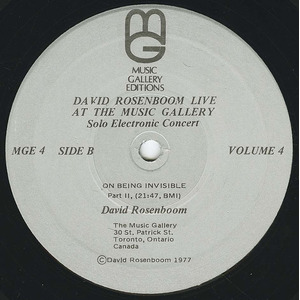 MG
MUSIC
GALLERY
EDITIONS
DAVID ROSENBOOM LIVE
AT THE MUSIC GALLERY
Solo Electronic Concert
MGE 4 SIDE B VOLUME 4
ON BEING INVISIBLE
Part II, (21:47, BMI)
David Rosenboom
The Music Gallery
30 St. Patrick St.
Toronto, Ontario
Canada
©David Rosenboom 1977